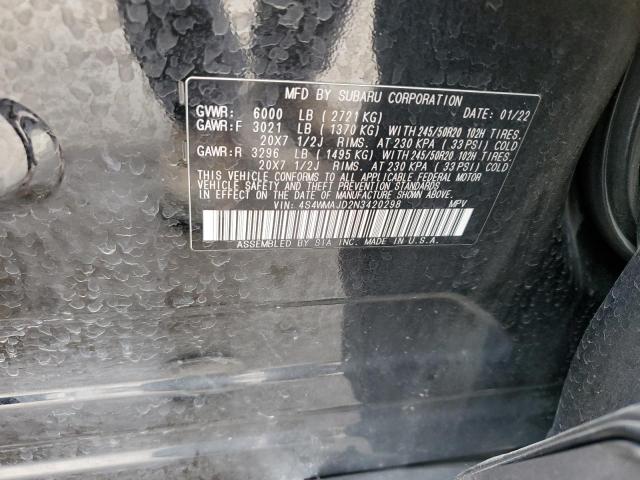 MFD BY SUBARU CORPORATION DATE: 01/22
GVWR: 6000 LB (2721 KG)
GAWR: F 3021 LB (1370 KG) WITH 245/50R20 102H TIRES.
20X7 1/2J RIMS. AT 230 KPA (33 PSI) COLD
GAWR: R 3296 LB (1495 KG) WITH 245/50R20 102H TIRES.
20X7 1/2J RIMS. AT 230 KPA (33 PSI) COLD
THIS VEHICLE CONFORMS TO ALL APPLICABLE FEDERAL MOTOR
VEHICLE SAFETY STANDARDS IN EFFECT ON THE DATE OF
MANUFACTURE SHOWN ABOVE.
VIN: 4S4WMAJD2N3420298 MPV
ASSEMBLED BY SIA INC. MADE IN U.S.A.